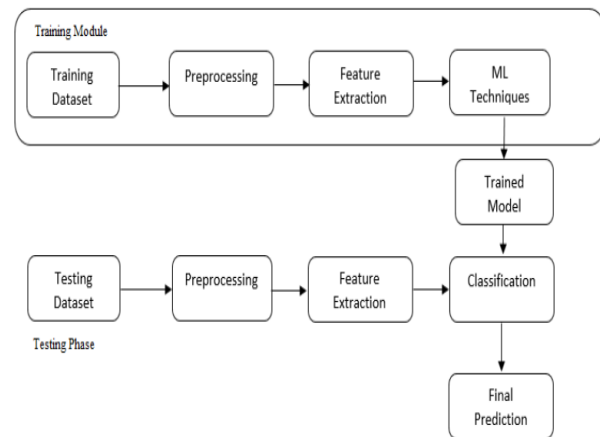 Training Module
Training
Dataset
Preprocessing
Feature
Extraction
ML
Techniques
Trained
Model
Testing
Dataset
Preprocessing
Feature
Extraction
Classification
Testing Phase
Final
Prediction